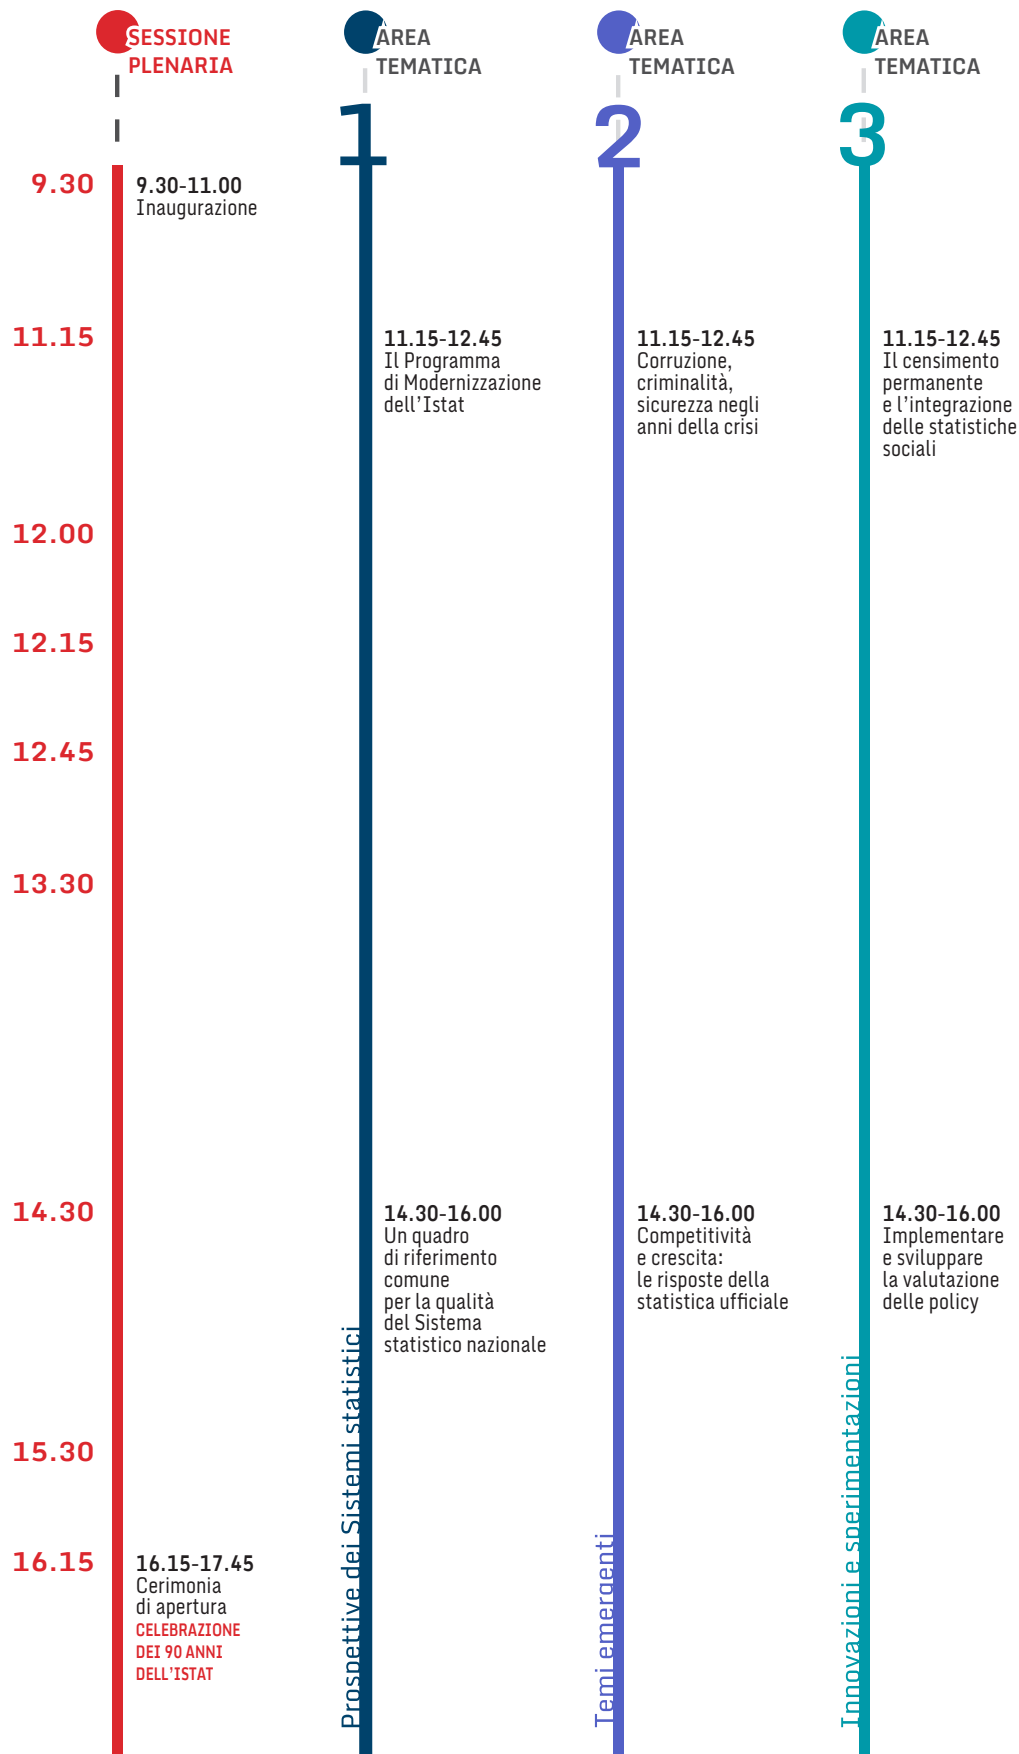 SESSIONE
PLENARIA
AREA
TEMATICA
1
AREA
TEMATICA
2
AREA
TEMATICA
3
9.30
9.30-11.00
Inaugurazione
11.15
11.15-12.45
Il Programma
di Modernizzazione
dell'Istat
11.15-12.45
Corruzione,
criminalità,
sicurezza negli
anni della crisi
11.15-12.45
Il censimento
permanente
e l'integrazione
delle statistiche
sociali
12.00
12.15
12.45
13.30
14.30
14.30-16.00
Un quadro
di riferimento
comune
per la qualità
del Sistema
statistico nazionale
14.30-16.00
Competitività
e crescita:
le risposte della
statistica ufficiale
14.30-16.00
Implementare
e sviluppare
la valutazione
delle policy
15.30
16.15
16.15-17.45
Cerimonia
di apertura
CELEBRAZIONE
DEI 90 ANNI
DELL'ISTAT
Prospettive dei Sistemi statistici
Temi emergenti
Innovazioni e sperimentazioni